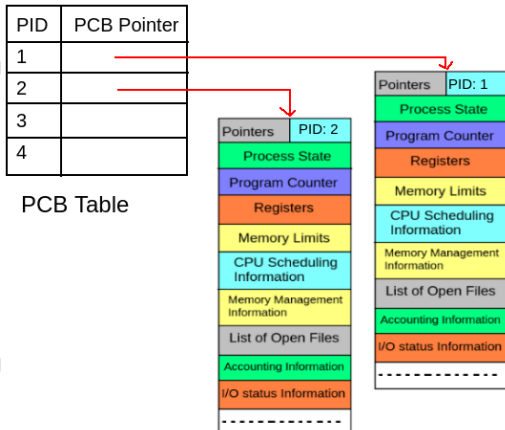 PID PCB Pointer
1
2
3
4
PCB Table
Pointers PID: 2
Process State
Program Counter
Registers
Memory Limits
CPU Scheduling
Information
Memory Management
Information
List of Open Files
Accounting Information
I/O status Information
Pointers PID: 1
Process State
Program Counter
Registers
Memory Limits
CPU Scheduling
Information
Memory Management
Information
List of Open Files
Accounting Information
I/O status Information